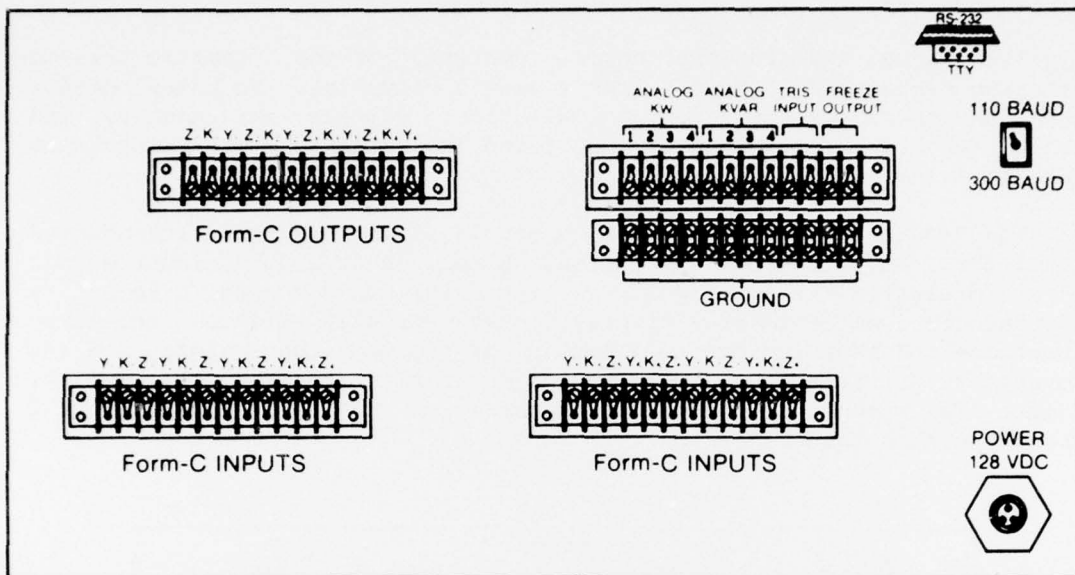 RS-232
TTY
ANALOG KW
ANALOG KVAR
TRIS INPUT
FREEZE OUTPUT
1 2 3 4 1 2 3 4
110 BAUD
300 BAUD
Z K Y Z K Y Z K Y Z K Y
Form-C OUTPUTS
GROUND
Y K Z Y K Z Y K Z Y K Z
Form-C INPUTS
Y K Z Y K Z Y K Z Y K Z
Form-C INPUTS
POWER
128 VDC